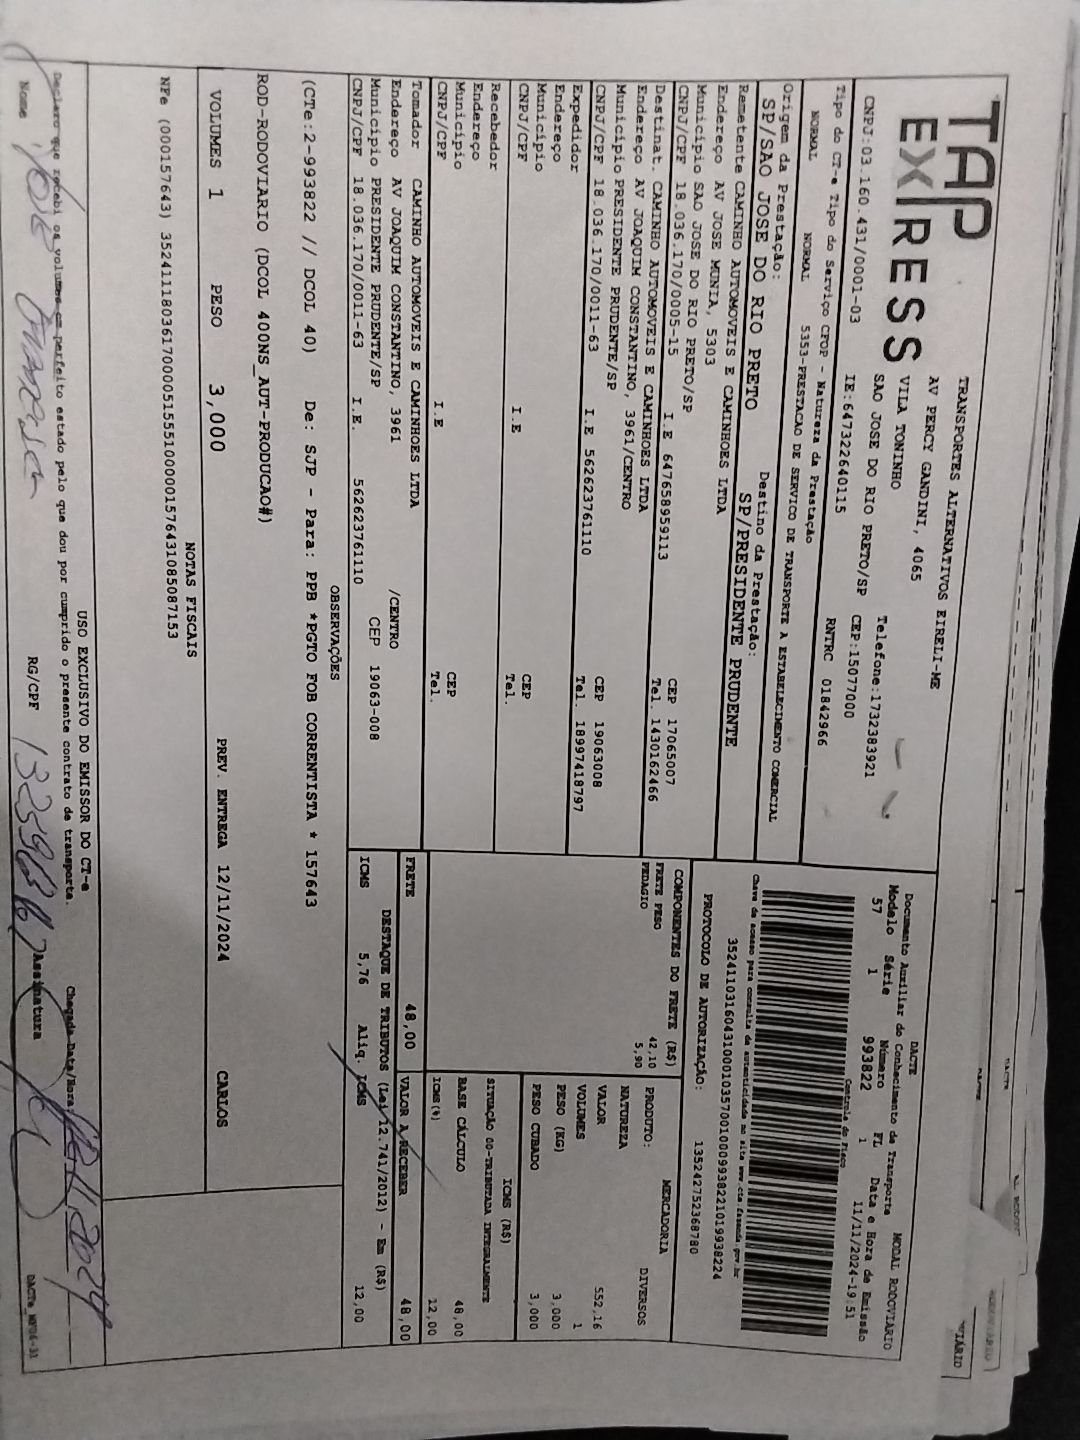 TAP
EXPRESS
TRANSPORTES ALTERNATIVOS EIRELI-ME
AV PERCY GANDINI, 4065
VILA TONINHO
SAO JOSE DO RIO PRETO/SP Telefone:1732383921
CNPJ:03.160.431/0001-03 IE:647322640115 CEP:15077000
Tipo do CT-e Tipo do Serviço CFOP - Natureza da Prestação RNTRC 01842966
NORMAL NORMAL 5353-PRESTACAO DE SERVICO DE TRANSPORTE A ESTABELECIMENTO COMERCIAL
Origem da Prestação: Destino da Prestação:
SP/SAO JOSE DO RIO PRETO SP/PRESIDENTE PRUDENTE
Remetente CAMINHO AUTOMOVEIS E CAMINHOES LTDA
Endereço AV JOSE MUNIA, 5303
Município SAO JOSE DO RIO PRETO/SP CEP 17065007
CNPJ/CPF 18.036.170/0005-15 I.E 647658959113 Tel. 1430162466
Destinat. CAMINHO AUTOMOVEIS E CAMINHOES LTDA
Endereço AV JOAQUIM CONSTANTINO, 3961/CENTRO
Município PRESIDENTE PRUDENTE/SP CEP 19063008
CNPJ/CPF 18.036.170/0011-63 I.E 562623761110 Tel. 18997418797
Expedidor
Endereço
Município CEP
CNPJ/CPF I.E Tel.
Recebedor
Endereço
Município CEP
CNPJ/CPF I.E Tel.
Tomador CAMINHO AUTOMOVEIS E CAMINHOES LTDA
Endereço AV JOAQUIM CONSTANTINO, 3961 /CENTRO
Município PRESIDENTE PRUDENTE/SP CEP 19063-008
CNPJ/CPF 18.036.170/0011-63 I.E. 562623761110
DACTE
Documento Auxiliar do Conhecimento de Transporte MODAL RODOVIARIO
Modelo Série Número FL Data e Hora de Emissão
57 1 993822 1 11/11/2024-19:51
Controle do Fisco
Chave de acesso para consulta de autenticidade no site www.cte.fazenda.gov.br
35241103160431000103570010009938221019938224
PROTOCOLO DE AUTORIZAÇÃO: 135242752368780
COMPONENTES DO FRETE (R$)
FRETE PESO 42,10
PEDAGIO 5,90
PRODUTO: MERCADORIA
NATUREZA DIVERSOS
VALOR 552,16
VOLUMES 1
PESO (KG) 3,000
PESO CUBADO 3,000
ICMS (R$)
SITUAÇÃO 00-TRIBUTADA INTEGRALMENTE
BASE CÁLCULO 48,00
ICMS(%) 12,00
FRETE 48,00 VALOR A RECEBER 48,00
DESTAQUE DE TRIBUTOS (Lei 12.741/2012) - Em (R$)
ICMS 5,76 Aliq. ICMS 12,00
OBSERVAÇÕES
(CTe:2-993822 // DCOL 40) De: SJP - Para: PPB *PGTO FOB CORRENTISTA * 157643
ROD-RODOVIARIO (DCOL 400NS_AUT-PRODUCAO#)
VOLUMES 1 PESO 3,000 PREV. ENTREGA 12/11/2024 CARLOS
NOTAS FISCAIS
NFe (000157643) 35241118036170000515551000001576431085087153
USO EXCLUSIVO DO EMISSOR DO CT-e
Declaro que recebi os volumes em perfeito estado pelo que dou por cumprido o presente contrato de transporte. Chegada Data/Hora:
Nome RG/CPF Assinatura